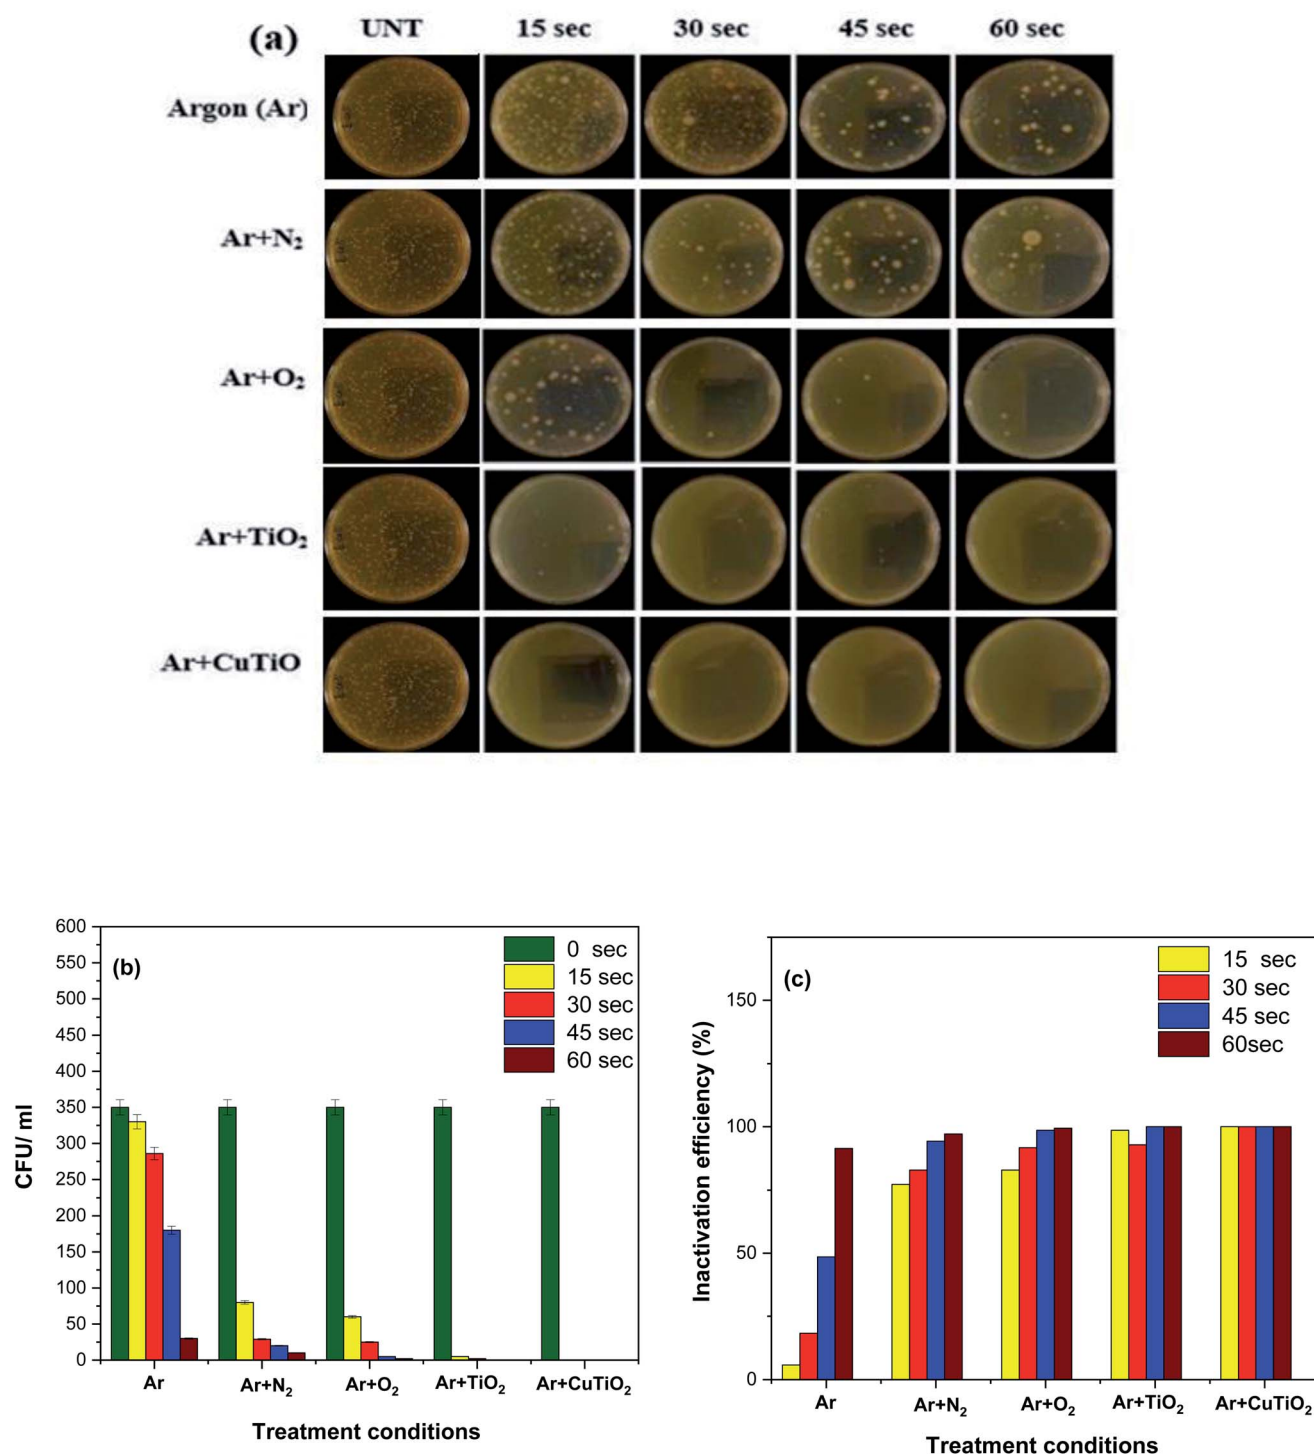 (a) UNT 15 sec 30 sec 45 sec 60 sec
Argon (Ar)
Ar+N₂
Ar+O₂
Ar+TiO₂
Ar+CuTiO
(b)
600
550
500
450
400
350
300
250
200
150
100
50
0
CFU/ ml
0 sec
15 sec
30 sec
45 sec
60 sec
Ar Ar+N₂ Ar+O₂ Ar+TiO₂ Ar+CuTiO₂
Treatment conditions
(c)
150
100
50
0
Inactivation efficiency (%)
15 sec
30 sec
45 sec
60sec
Ar Ar+N₂ Ar+O₂ Ar+TiO₂ Ar+CuTiO₂
Treatment conditions